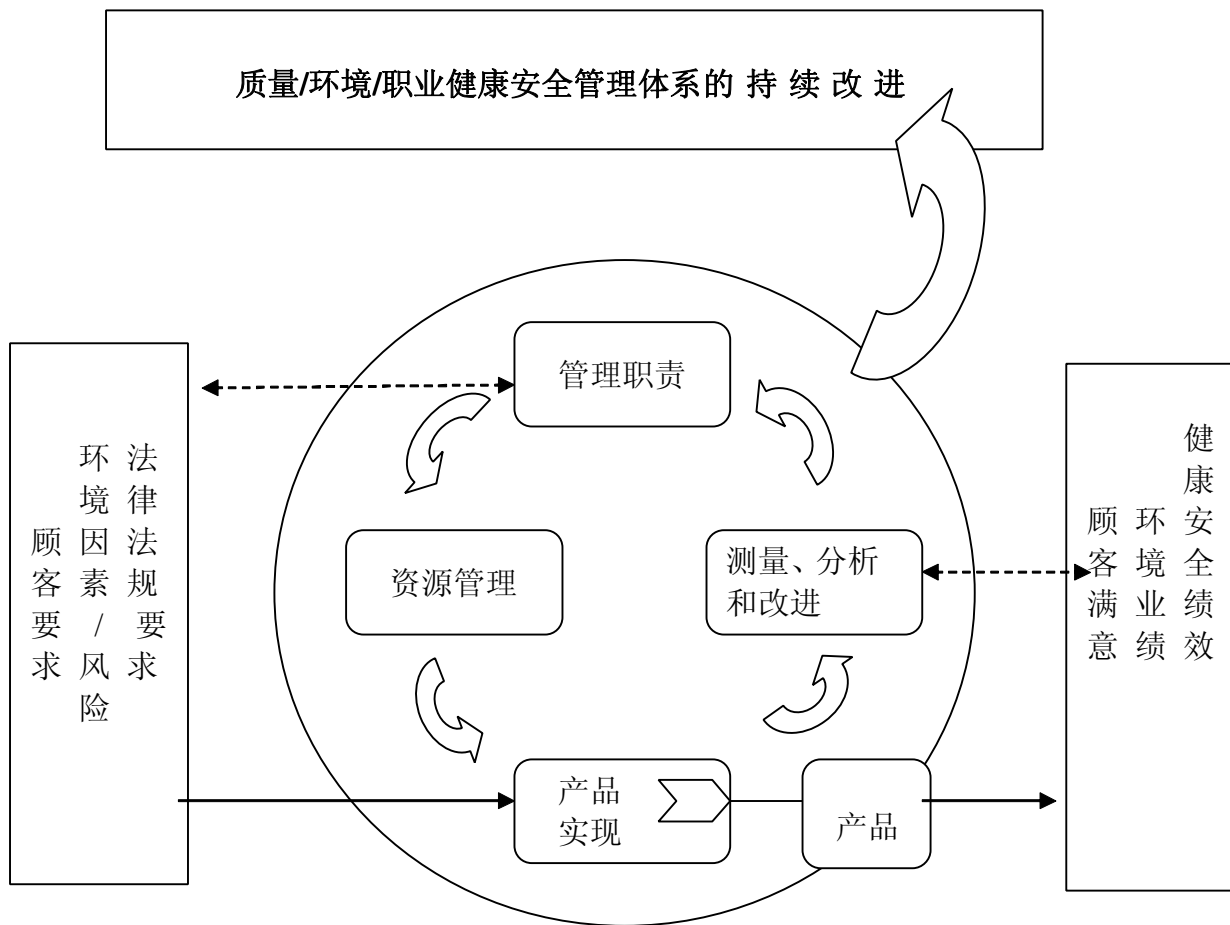 质量/环境/职业健康安全管理体系的 持 续 改 进
管理职责
顾客要求
环境因素/风险
法律法规要求
资源管理
测量、分析
和改进
顾客满意
环境业绩
健康安全绩效
产品
实现
产品